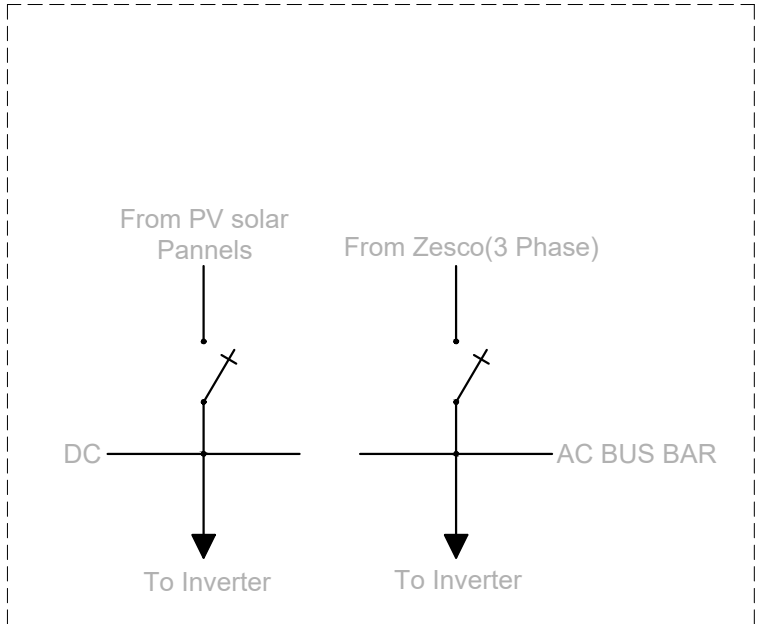 From PV solar
Pannels
From Zesco(3 Phase)
DC
AC BUS BAR
To Inverter
To Inverter